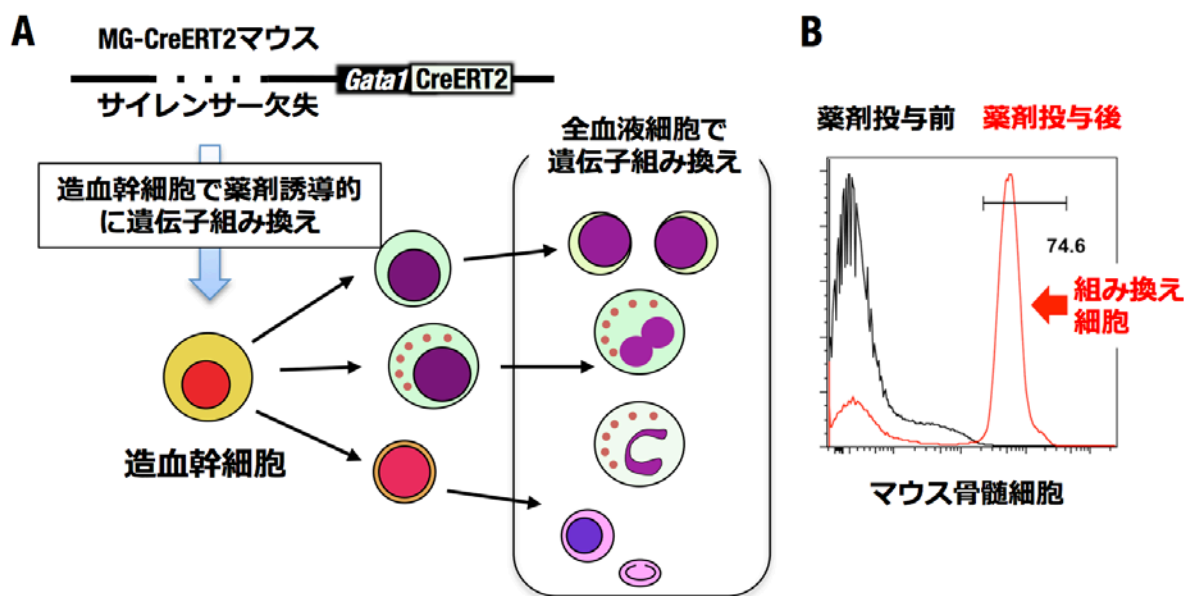 A
MG-CreERT2マウス
Gata1 CreERT2
サイレンサー欠失
造血幹細胞で薬剤誘導的
に遺伝子組み換え
造血幹細胞
全血液細胞で
遺伝子組み換え
B
薬剤投与前 薬剤投与後
74.6
組み換え
細胞
マウス骨髄細胞